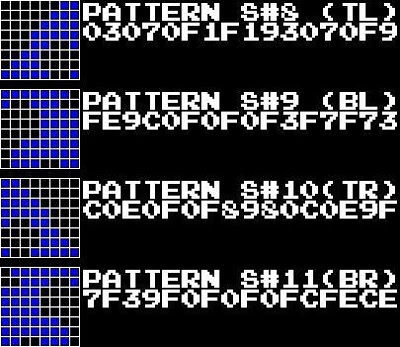 PATTERN S#8 (TL)
03070F1F193070F9
PATTERN S#9 (BL)
FE9C0F0F0F3F7F73
PATTERN S#10(TR)
C0E0F0F8980C0E9F
PATTERN S#11(BR)
7F39F0F0F0FCFECE